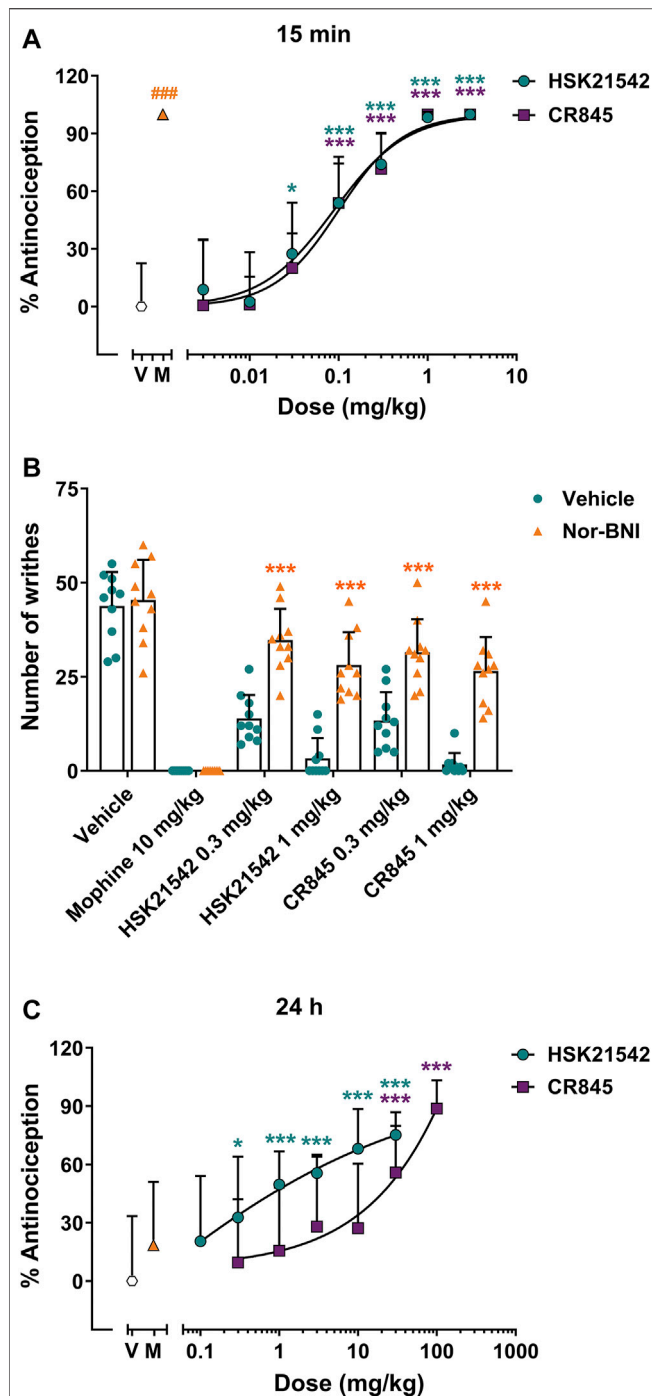 A
15 min
120
90
60
30
0
% Antinociception
###
*
***
***
***
***
***
***
***
***
HSK21542
CR845
V M
0.01 0.1 1 10
Dose (mg/kg)
B
75
50
25
0
Number of writhes
***
***
***
***
Vehicle
Nor-BNI
Vehicle
Mophine 10 mg/kg
HSK21542 0.3 mg/kg
HSK21542 1 mg/kg
CR845 0.3 mg/kg
CR845 1 mg/kg
C
24 h
120
90
60
30
0
% Antinociception
*
***
***
***
***
***
***
HSK21542
CR845
V M
0.1 1 10 100 1000
Dose (mg/kg)